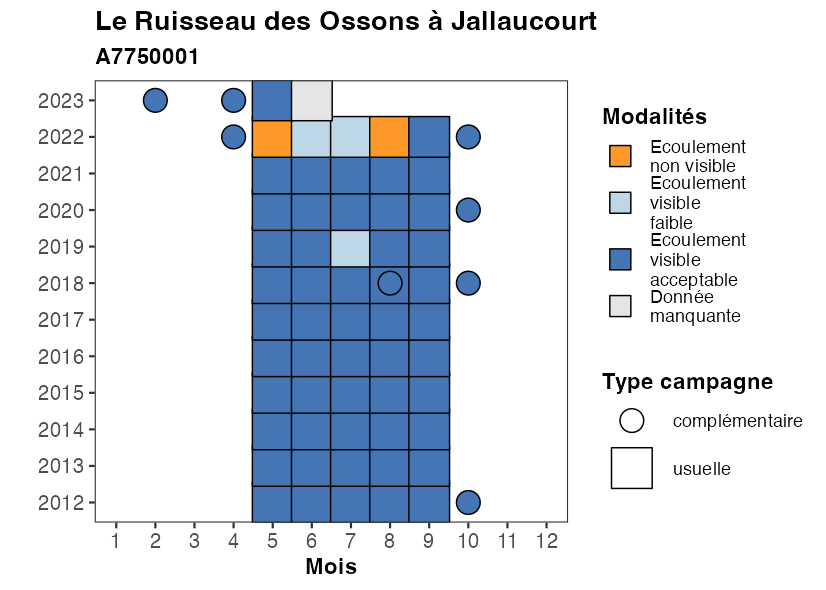 Le Ruisseau des Ossons à Jallaucourt
A7750001
2023
2022
2021
2020
2019
2018
2017
2016
2015
2014
2013
2012
1 2 3 4 5 6 7 8 9 10 11 12
Mois
Modalités
Ecoulement
non visible
Ecoulement
visible
faible
Ecoulement
visible
acceptable
Donnée
manquante
Type campagne
complémentaire
usuelle